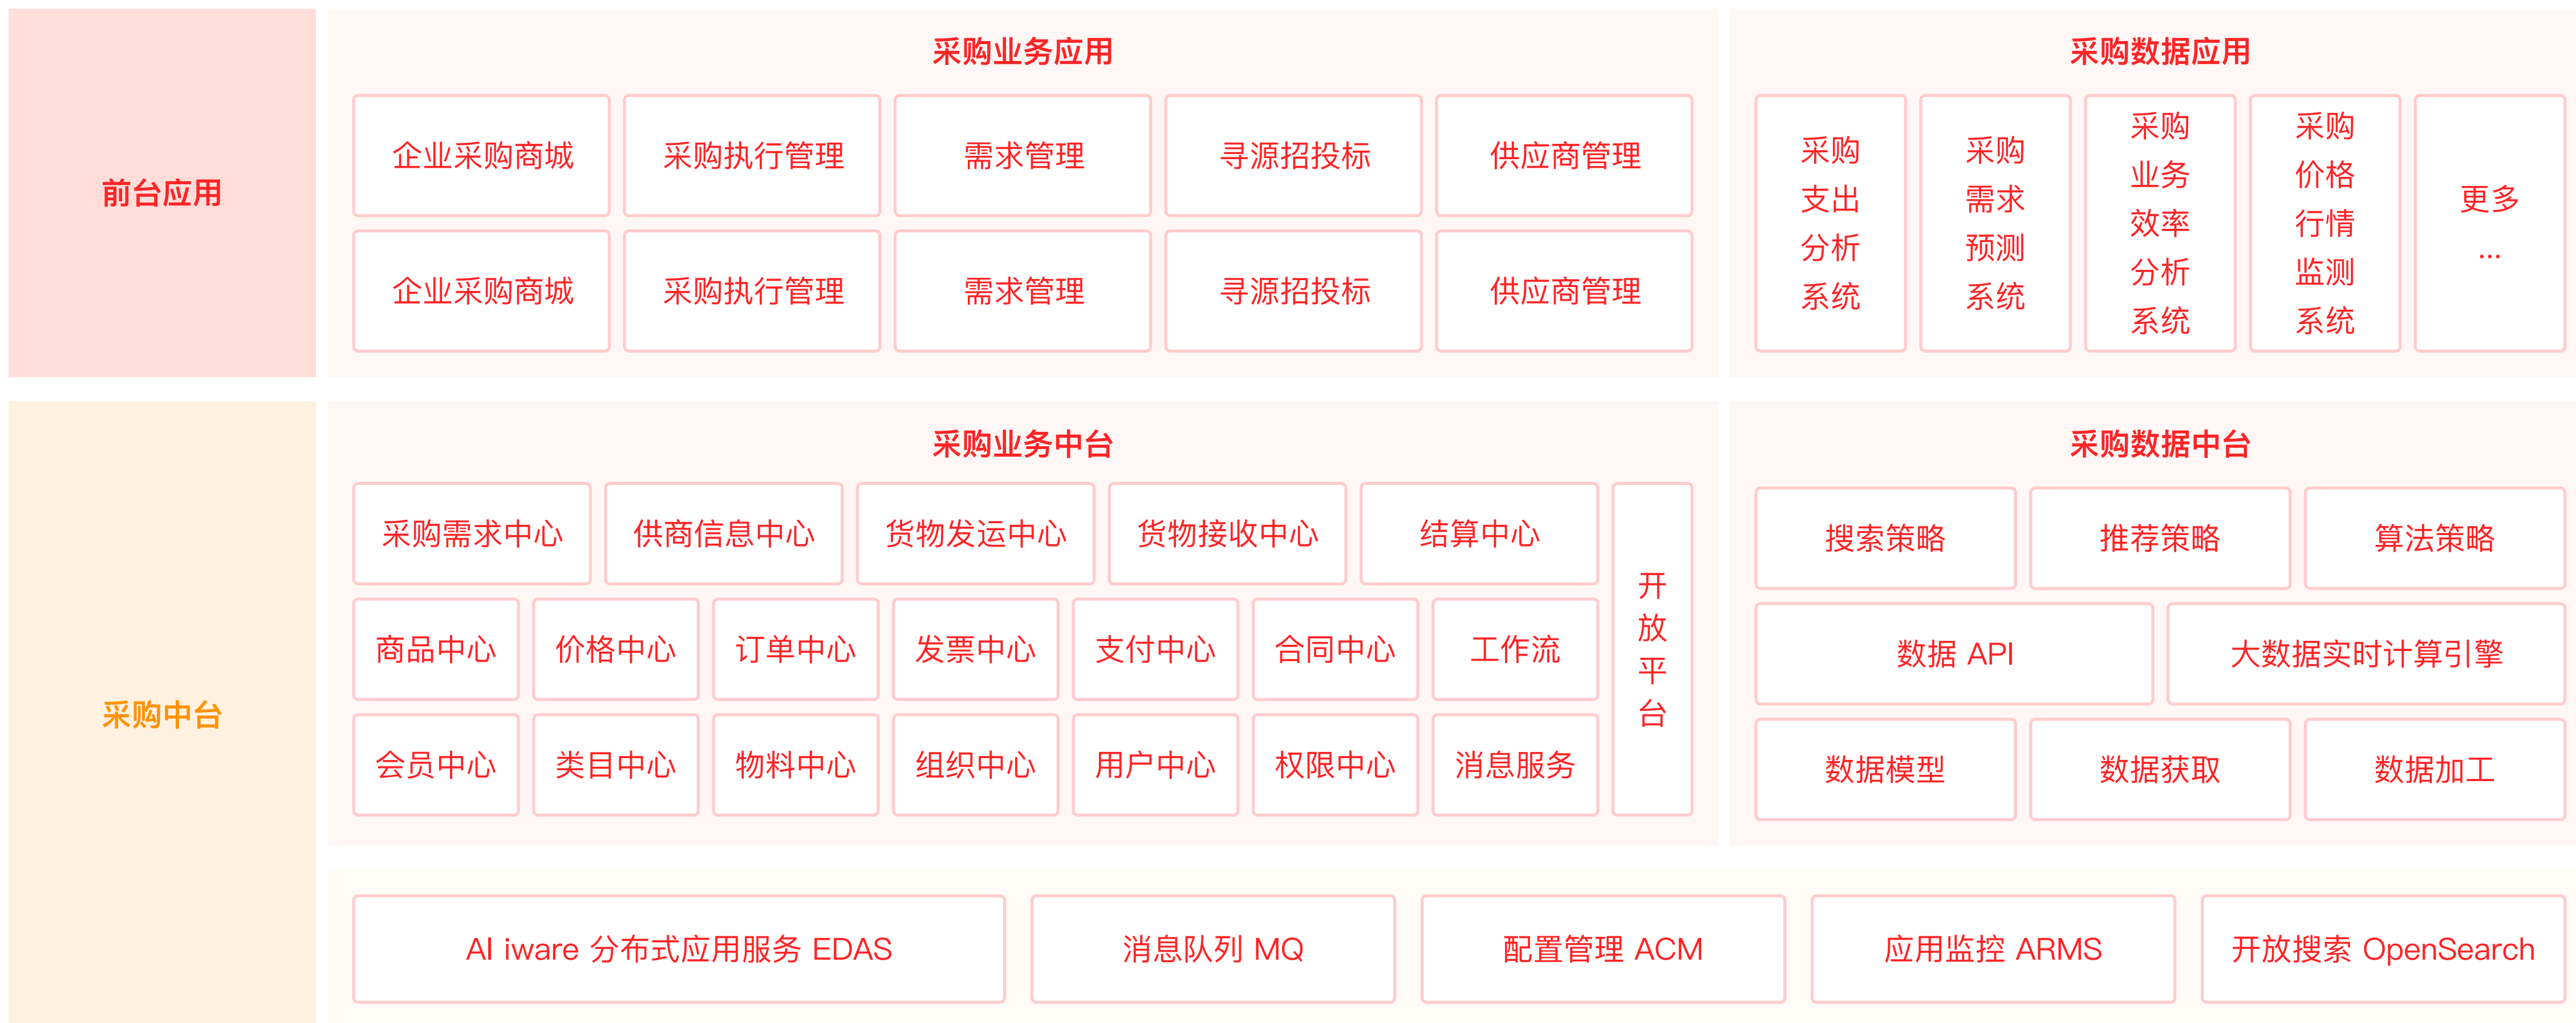 前台应用
采购业务应用
企业采购商城
采购执行管理
需求管理
寻源招投标
供应商管理
企业采购商城
采购执行管理
需求管理
寻源招投标
供应商管理
采购数据应用
采购
支出
分析
系统
采购
需求
预测
系统
采购
业务
效率
分析
系统
采购
价格
行情
监测
系统
更多
...
采购中台
采购业务中台
采购需求中心
供商信息中心
货物发运中心
货物接收中心
结算中心
商品中心
价格中心
订单中心
发票中心
支付中心
合同中心
工作流
会员中心
类目中心
物料中心
组织中心
用户中心
权限中心
消息服务
开
放
平
台
采购数据中台
搜索策略
推荐策略
算法策略
数据 API
大数据实时计算引擎
数据模型
数据获取
数据加工
AI iware 分布式应用服务 EDAS
消息队列 MQ
配置管理 ACM
应用监控 ARMS
开放搜索 OpenSearch